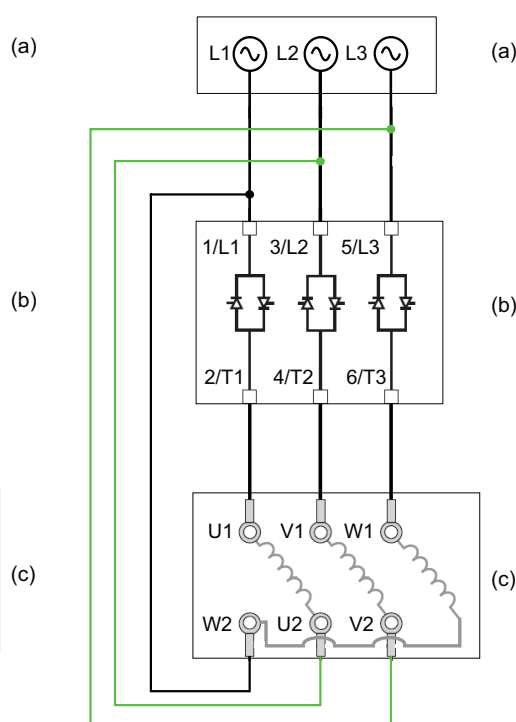 (a) L1 L2 L3 (a)
1/L1 3/L2 5/L3
(b) (b)
2/T1 4/T2 6/T3
U1 V1 W1
(c) (c)
W2 U2 V2